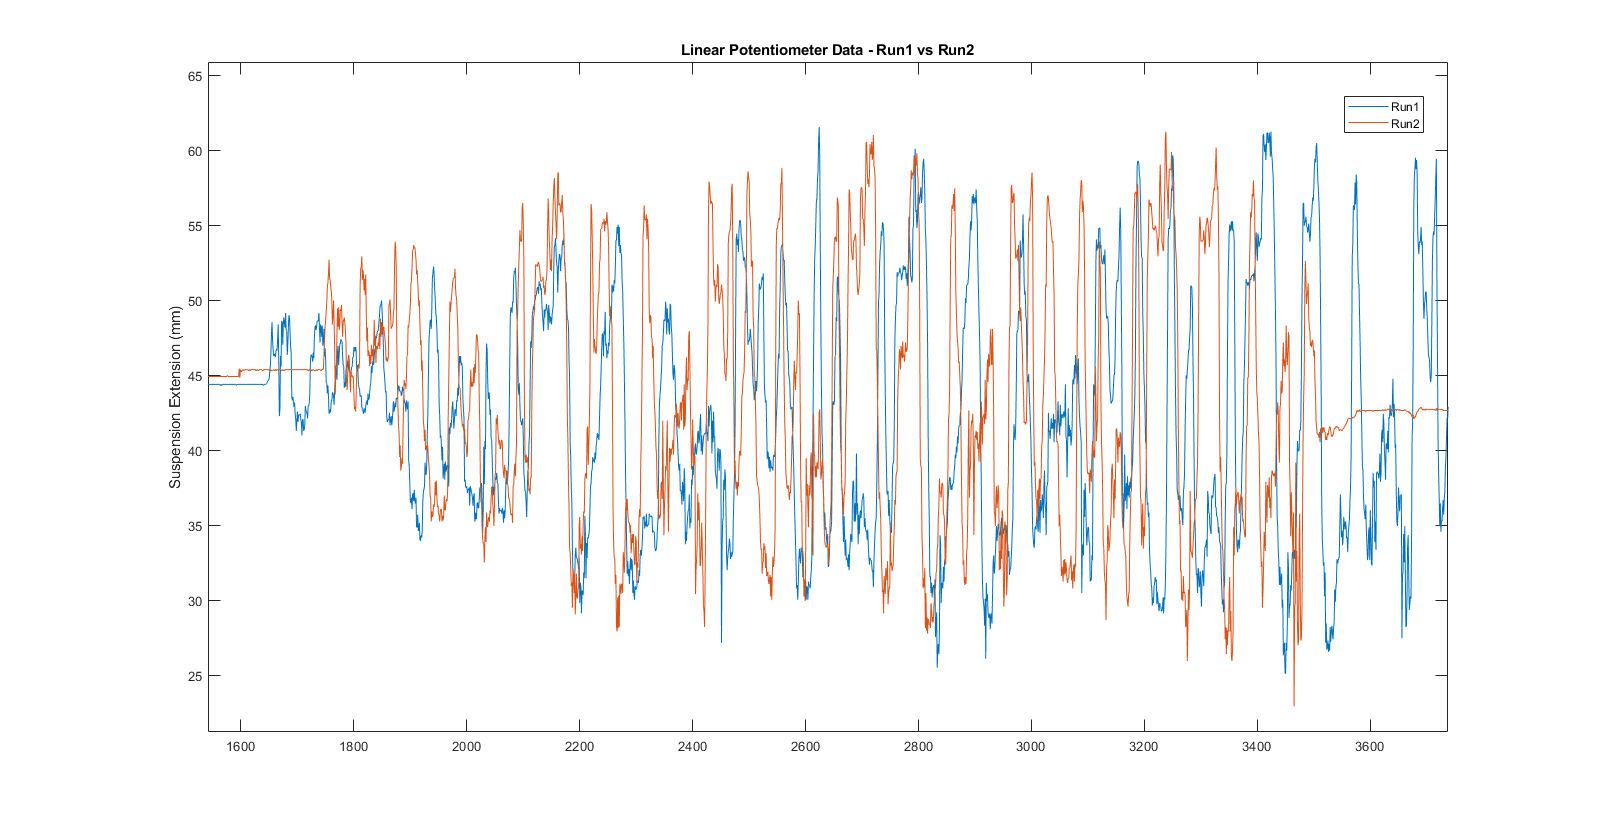 Linear Potentiometer Data - Run1 vs Run2
65
60
55
50
45
40
35
30
25
Suspension Extension (mm)
Run1
Run2
1600 1800 2000 2200 2400 2600 2800 3000 3200 3400 3600